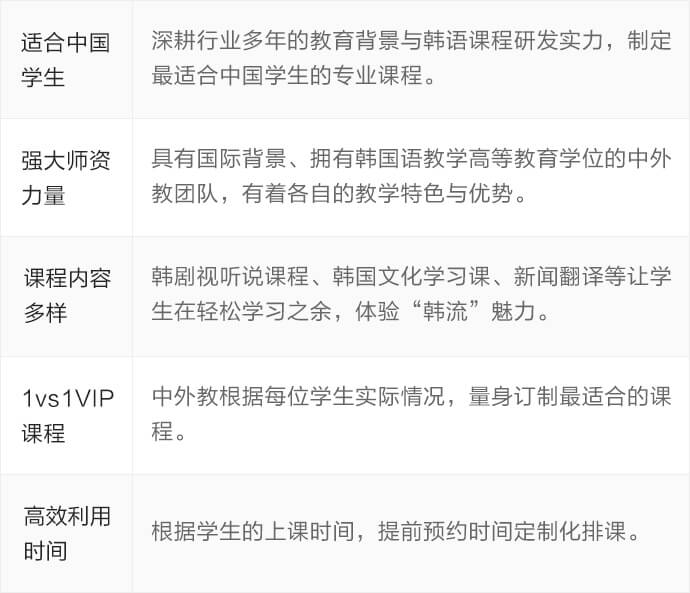 适合中国
学生
深耕行业多年的教育背景与韩语课程研发实力，制定
最适合中国学生的专业课程。
强大师资
力量
具有国际背景、拥有韩国语教学高等教育学位的中外
教团队，有着各自的教学特色与优势。
课程内容
多样
韩剧视听说课程、韩国文化学习课、新闻翻译等让学
生在轻松学习之余，体验“韩流”魅力。
1vs1VIP
课程
中外教根据每位学生实际情况，量身订制最适合的课
程。
高效利用
时间
根据学生的上课时间，提前预约时间定制化排课。